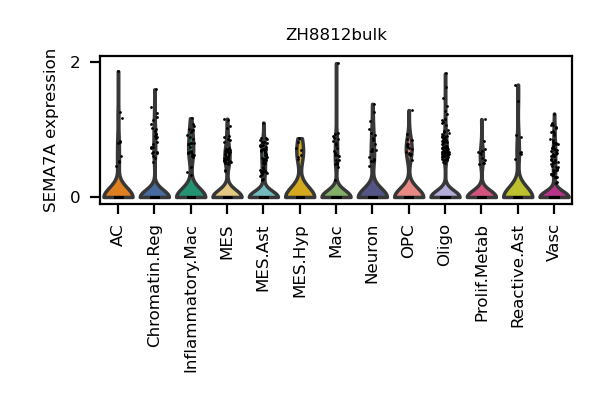 ZH8812bulk
SEMA7A expression
2
0
AC
Chromatin.Reg
Inflammatory.Mac
MES
MES.Ast
MES.Hyp
Mac
Neuron
OPC
Oligo
Prolif.Metab
Reactive.Ast
Vasc